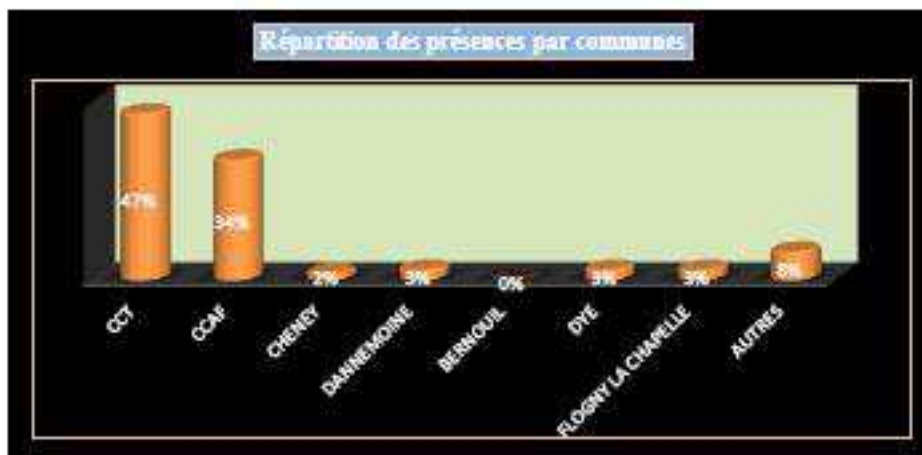 Répartition des présences par communes
47%
34%
2%
3%
0%
3%
3%
8%
CCT
CCAF
CHENEY
DANNEMOINE
BERNOUIL
DYE
FLOGNY LA CHAPELLE
AUTRES